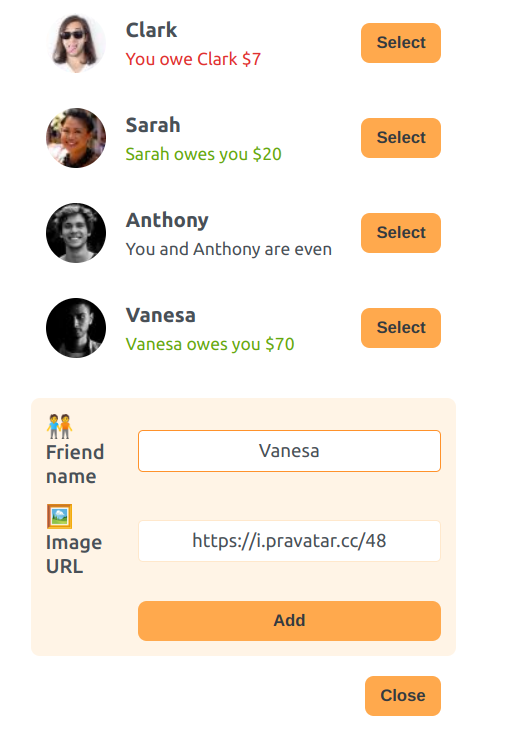 Clark
You owe Clark $7
Select
Sarah
Sarah owes you $20
Select
Anthony
You and Anthony are even
Select
Vanesa
Vanesa owes you $70
Select
Friend
name
Vanesa
Image
URL
https://i.pravatar.cc/48
Add
Close